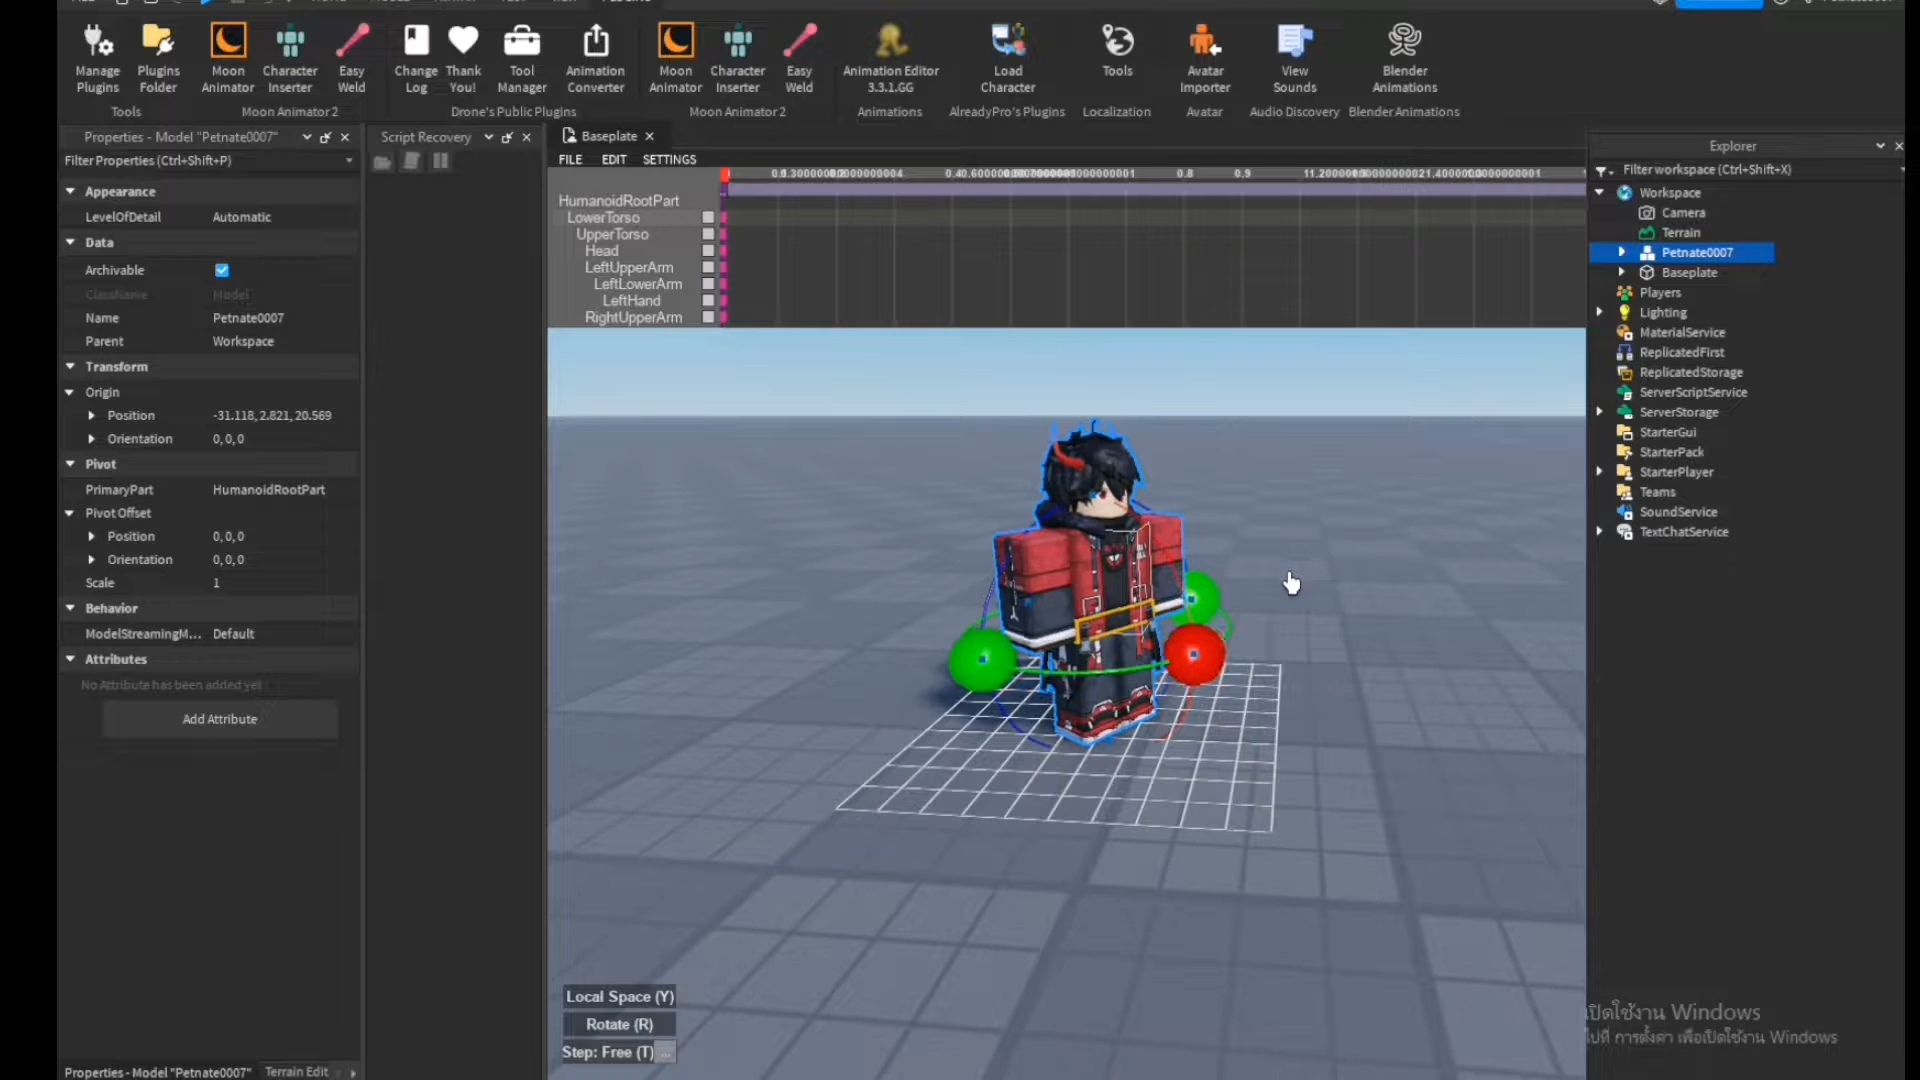 Manage Plugins
Plugins Folder
Moon Animator
Character Inserter
Easy Weld
Change Log
Thank You!
Tool Manager
Animation Converter
Moon Animator
Character Inserter
Easy Weld
Animation Editor 3.3.1.GG
Load Character
Tools
Avatar Importer
View Sounds
Blender Animations
Tools
Moon Animator 2
Drone's Public Plugins
Moon Animator 2
Animations
AlreadyPro's Plugins
Localization
Avatar
Audio Discovery
Blender Animations
Properties - Model "Petnate0007"
Filter Properties (Ctrl+Shift+P)
Appearance
LevelOfDetail Automatic
Data
Archivable
ClassName Model
Name Petnate0007
Parent Workspace
Transform
Origin
Position -31.118, 2.821, 20.569
Orientation 0, 0, 0
Pivot
PrimaryPart HumanoidRootPart
Pivot Offset
Position 0, 0, 0
Orientation 0, 0, 0
Scale 1
Behavior
ModelStreamingM... Default
Attributes
No Attribute has been added yet
Add Attribute
Properties - Model "Petnate0007" Terrain Edit
Script Recovery
Baseplate
FILE EDIT SETTINGS
0.8 0.9
HumanoidRootPart
LowerTorso
UpperTorso
Head
LeftUpperArm
LeftLowerArm
LeftHand
RightUpperArm
Local Space (Y)
Rotate (R)
Step: Free (T) ...
Explorer
Filter workspace (Ctrl+Shift+X)
Workspace
Camera
Terrain
Petnate0007
Baseplate
Players
Lighting
MaterialService
ReplicatedFirst
ReplicatedStorage
ServerScriptService
ServerStorage
StarterGui
StarterPack
StarterPlayer
Teams
SoundService
TextChatService
เปิดใช้งาน Windows
ไปที่ การตั้งค่า เพื่อเปิดใช้งาน Windows